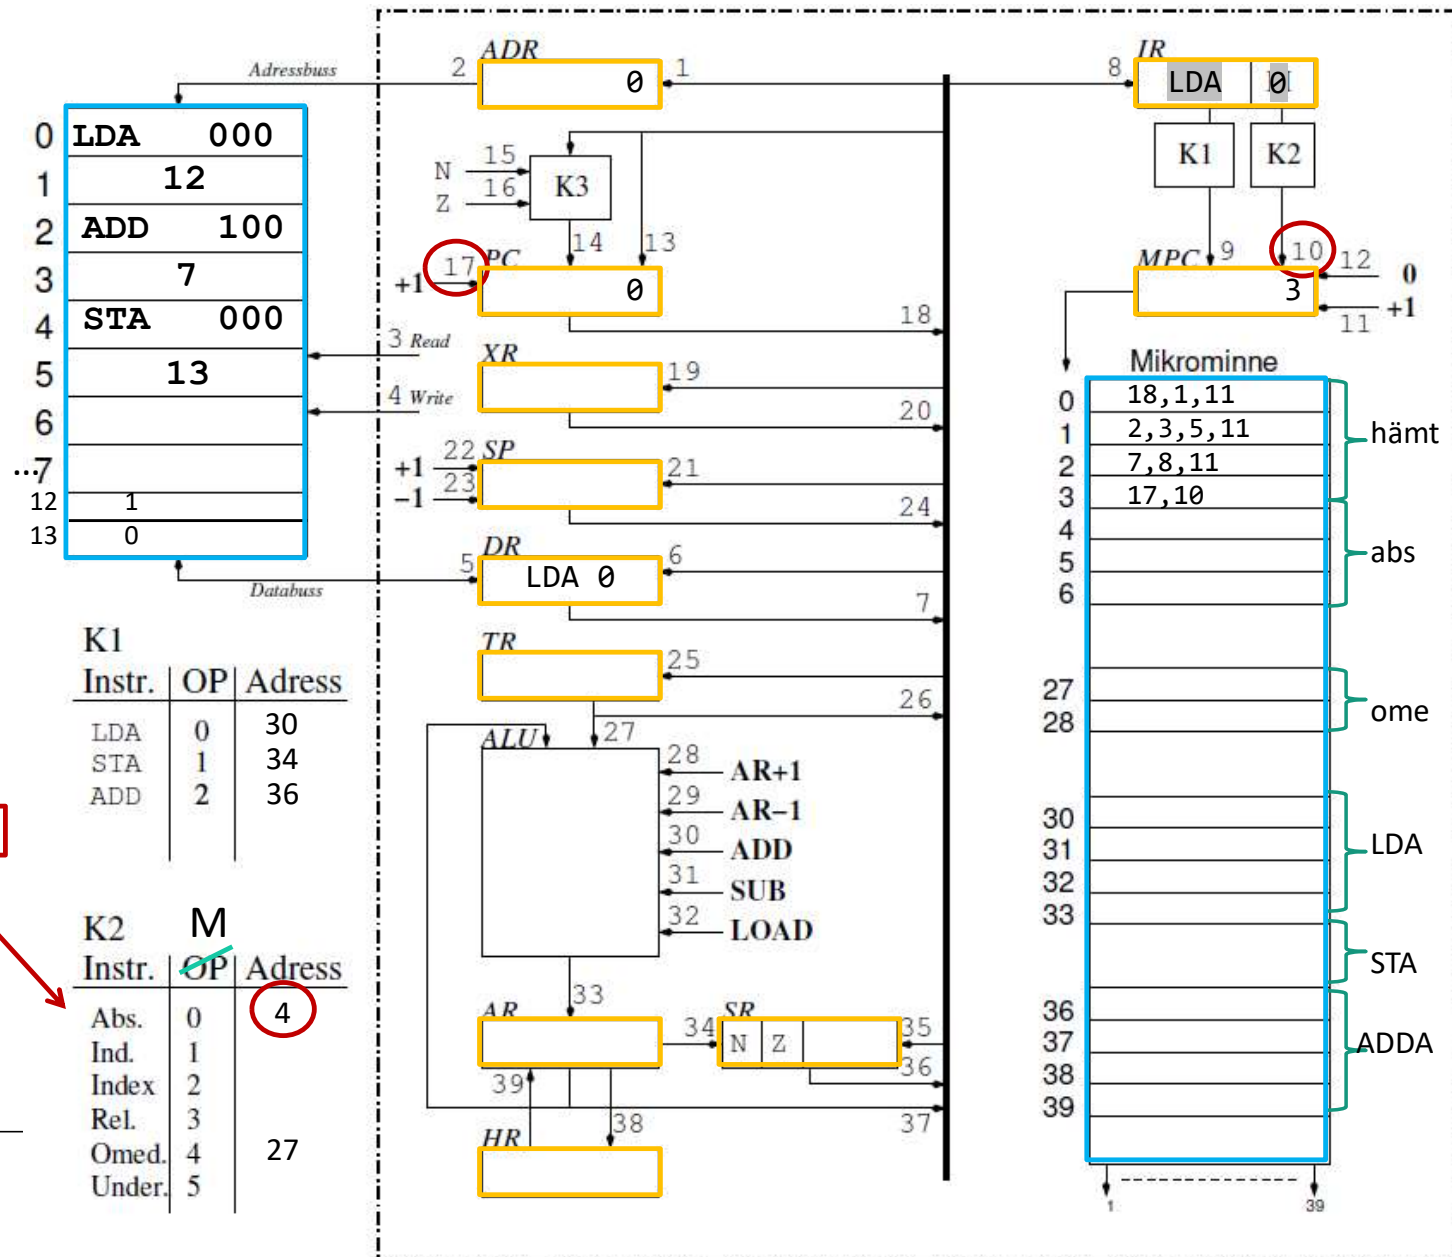 ADR
IR
Adressbuss
2
0
1
8
LDA
0
0 LDA 000
1 12
2 ADD 100
3 7
4 STA 000
5 13
6
...7
12 1
13 0
N 15
Z 16
K3
14
13
K1
K2
9
10
12
0
+1
11
MPC
3
17
PC
+1
0
18
3 Read
4 Write
XR
19
20
22 SP
+1
23
-1
21
24
DR
5
LDA 0
6
7
Databuss
TR
25
26
27
ALU
28 AR+1
29 AR–1
30 ADD
31 SUB
32 LOAD
33
AR
34
SR
N Z
35
36
37
39
38
HR
Mikrominne
0 18,1,11
1 2,3,5,11
2 7,8,11
3 17,10
4
5
6
27
28
30
31
32
33
36
37
38
39
hämt
abs
ome
LDA
STA
ADDA
1
39
K1
Instr. OP Adress
LDA 0 30
STA 1 34
ADD 2 36
K2 M
Instr. OP Adress
Abs. 0 4
Ind. 1
Index 2
Rel. 3
Omed. 4 27
Under. 5